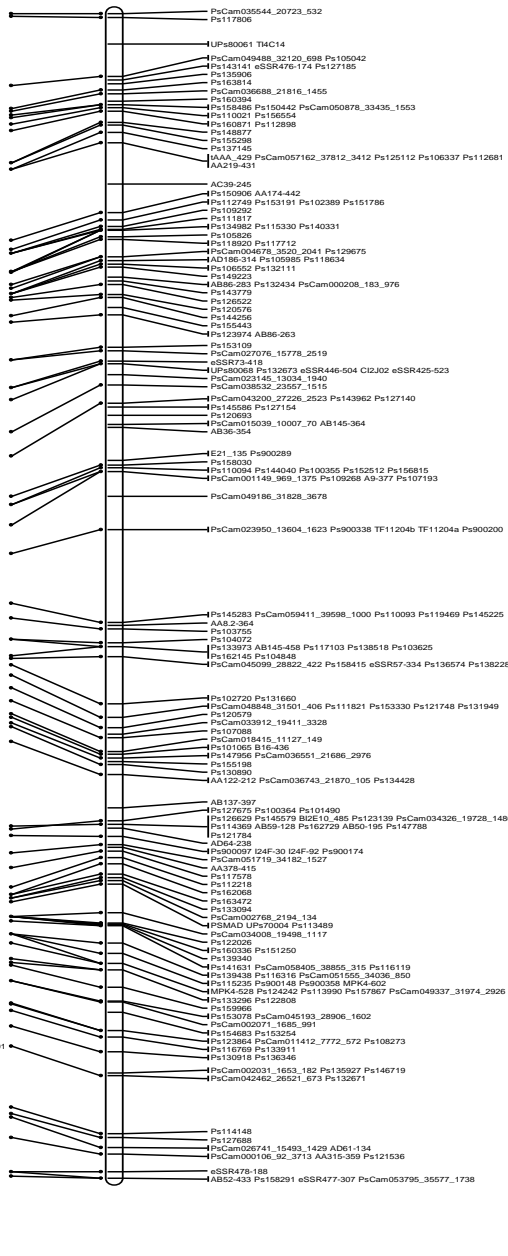 PsCam035544_20723_532
Ps117806
UPs80061 TI4C14
PsCam049488_32120_698 Ps105042
Ps143141 eSSR476-174 Ps127185
Ps135906
Ps163814
PsCam036688_21816_1455
Ps160394
Ps158486 Ps150442 PsCam050878_33435_1553
Ps110021 Ps156554
Ps160871 Ps112898
Ps148877
Ps155298
Ps137145
tAAA_429 PsCam057162_37812_3412 Ps125112 Ps106337 Ps112681
AA219-431
AC39-245
Ps150906 AA174-442
Ps112749 Ps153191 Ps102389 Ps151786
Ps109292
Ps111817
Ps134982 Ps115330 Ps140331
Ps105826
Ps118920 Ps117712
PsCam004678_3520_2041 Ps129675
AD186-314 Ps105985 Ps118634
Ps106552 Ps132111
Ps149223
AB86-283 Ps132434 PsCam000208_183_976
Ps143779
Ps126522
Ps120576
Ps144256
Ps155443
Ps123974 AB86-263
Ps153109
PsCam027076_15778_2519
eSSR73-418
UPs80068 Ps132673 eSSR446-504 CI2J02 eSSR425-523
PsCam023145_13034_1940
PsCam038532_23557_1515
PsCam043200_27226_2523 Ps143962 Ps127140
Ps145586 Ps127154
Ps120693
PsCam015039_10007_70 AB145-364
AB36-354
E21_135 Ps900289
Ps158030
Ps110094 Ps144040 Ps100355 Ps152512 Ps156815
PsCam001149_969_1375 Ps109268 A9-377 Ps107193
PsCam049186_31828_3678
PsCam023950_13604_1623 Ps900338 TF11204b TF11204a Ps900200
Ps145283 PsCam059411_39598_1000 Ps110093 Ps119469 Ps145225
AA8.2-364
Ps103755
Ps104072
Ps133973 AB145-458 Ps117103 Ps138518 Ps103625
Ps162145 Ps104848
PsCam045099_28822_422 Ps158415 eSSR57-334 Ps136574 Ps138228
Ps102720 Ps131660
PsCam048848_31501_406 Ps111821 Ps153330 Ps121748 Ps131949
Ps120579
PsCam033912_19411_3328
Ps107088
PsCam018415_11127_149
Ps101065 B16-436
Ps147956 PsCam036551_21686_2976
Ps155198
Ps130890
AA122-212 PsCam036743_21870_105 Ps134428
AB137-397
Ps127675 Ps100364 Ps101490
Ps126629 Ps145579 BI2E10_485 Ps123139 PsCam034326_19728_148
Ps114369 AB59-128 Ps162729 AB50-195 Ps147788
Ps121784
AD64-238
Ps900097 I24F-30 I24F-92 Ps900174
PsCam051719_34182_1527
AA378-415
Ps117578
Ps112218
Ps162068
Ps163472
Ps133094
PsCam002768_2194_134
PSMAD UPs70004 Ps113489
PsCam034008_19498_1117
Ps122026
Ps160336 Ps151250
Ps139340
Ps141631 PsCam058405_38855_315 Ps116119
Ps139438 Ps116316 PsCam051555_34036_850
Ps115235 Ps900148 Ps900358 MPK4-602
MPK4-528 Ps124242 Ps113990 Ps157867 PsCam049337_31974_2926
Ps133296 Ps122808
Ps159966
Ps153078 PsCam045193_28906_1602
PsCam002071_1685_991
Ps154683 Ps153254
Ps123864 PsCam011412_7772_572 Ps108273
Ps116769 Ps133911
Ps130918 Ps136346
PsCam002031_1653_182 Ps135927 Ps146719
PsCam042462_26521_673 Ps132671
Ps114148
Ps127688
PsCam026741_15493_1429 AD61-134
PsCam000106_92_3713 AA315-359 Ps121536
eSSR478-188
AB52-433 Ps158291 eSSR477-307 PsCam053795_35577_1738